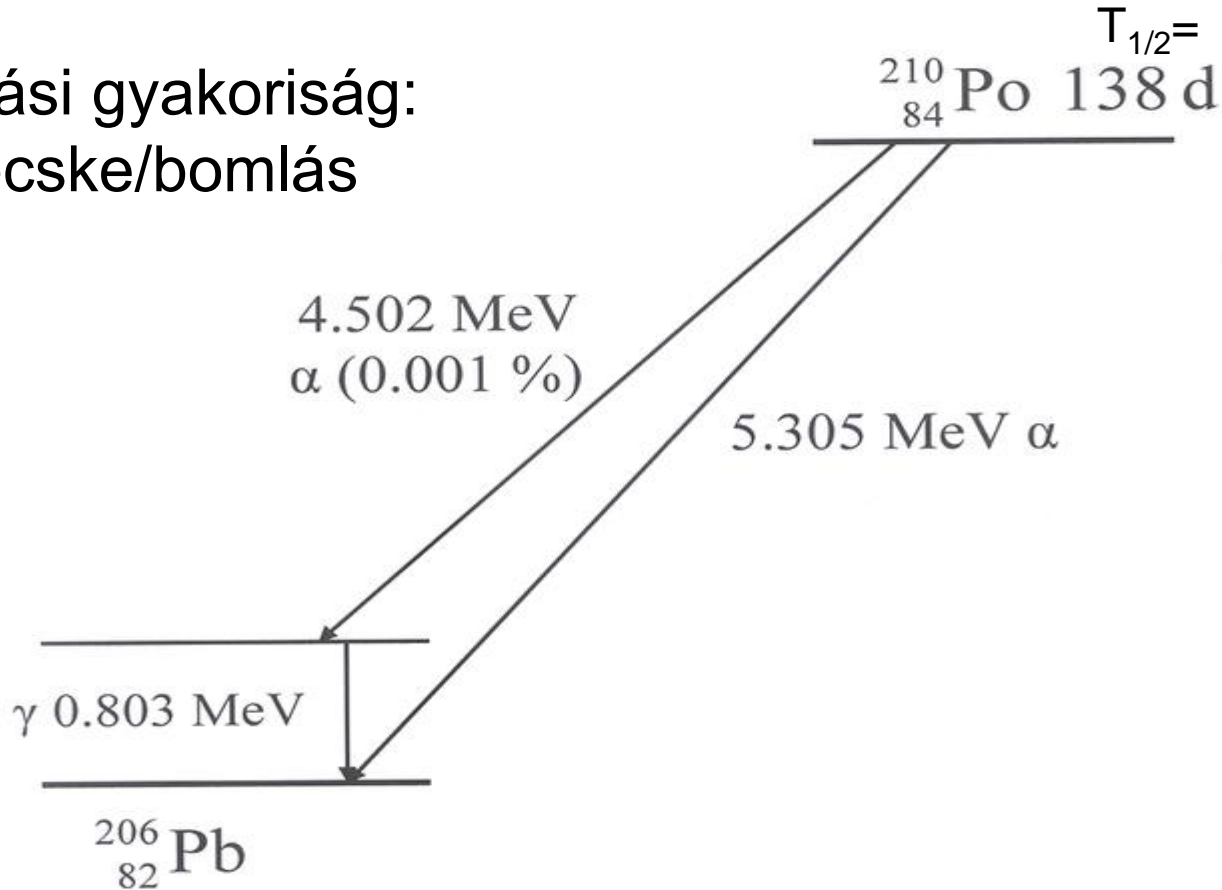 T1/2=
ási gyakoriság:
cske/bomlás
210 84 Po 138 d
4.502 MeV
α (0.001 %)
5.305 MeV α
γ 0.803 MeV
206 82 Pb